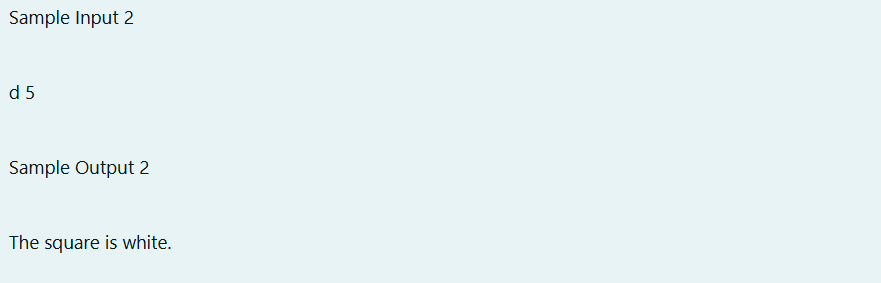 Sample Input 2
d 5
Sample Output 2
The square is white.